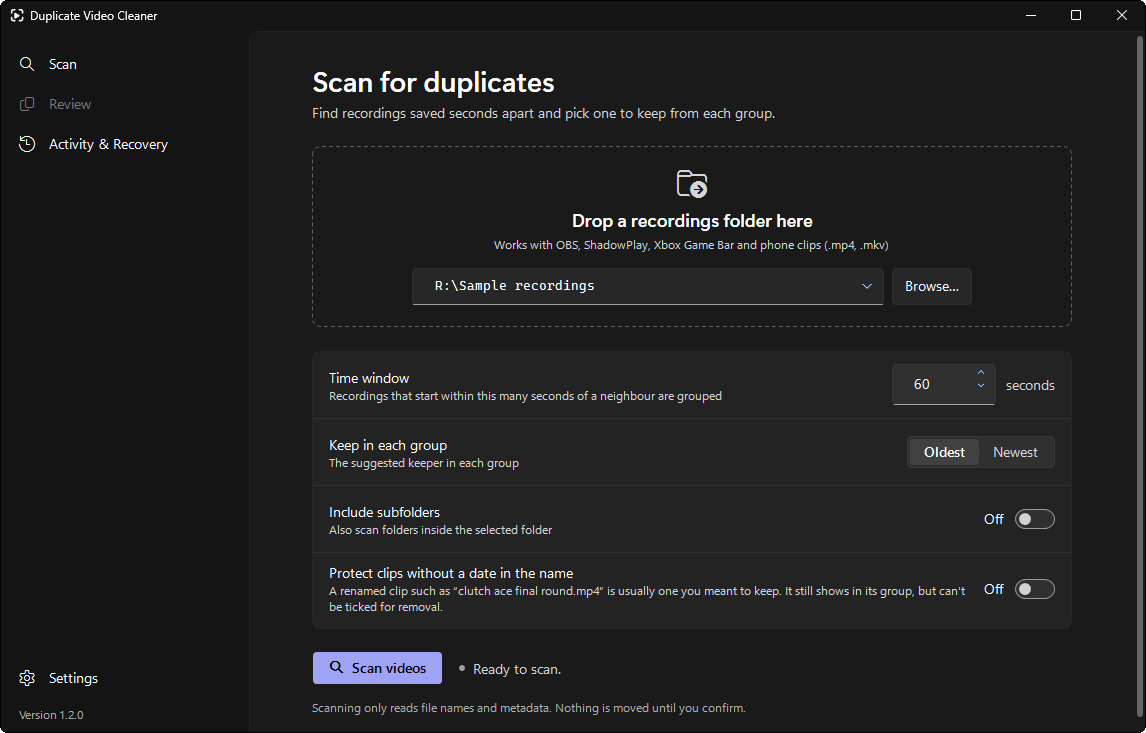 Duplicate Video Cleaner
Scan
Review
Activity & Recovery
Scan for duplicates
Find recordings saved seconds apart and pick one to keep from each group.
Drop a recordings folder here
Works with OBS, ShadowPlay, Xbox Game Bar and phone clips (.mp4, .mkv)
R:\Sample recordings
Browse...
Time window
Recordings that start within this many seconds of a neighbour are grouped
60
seconds
Keep in each group
The suggested keeper in each group
Oldest
Newest
Include subfolders
Also scan folders inside the selected folder
Off
Protect clips without a date in the name
A renamed clip such as "clutch ace final round.mp4" is usually one you meant to keep. It still shows in its group, but can't
be ticked for removal.
Off
Scan videos
Ready to scan.
Scanning only reads file names and metadata. Nothing is moved until you confirm.
Settings
Version 1.2.0